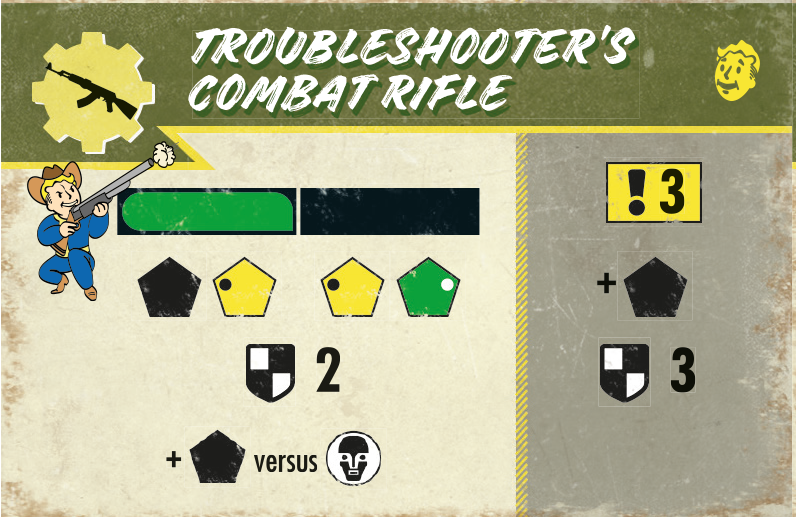 TROUBLESHOOTER'S
COMBAT RIFLE
! 3
+
2
3
+ versus